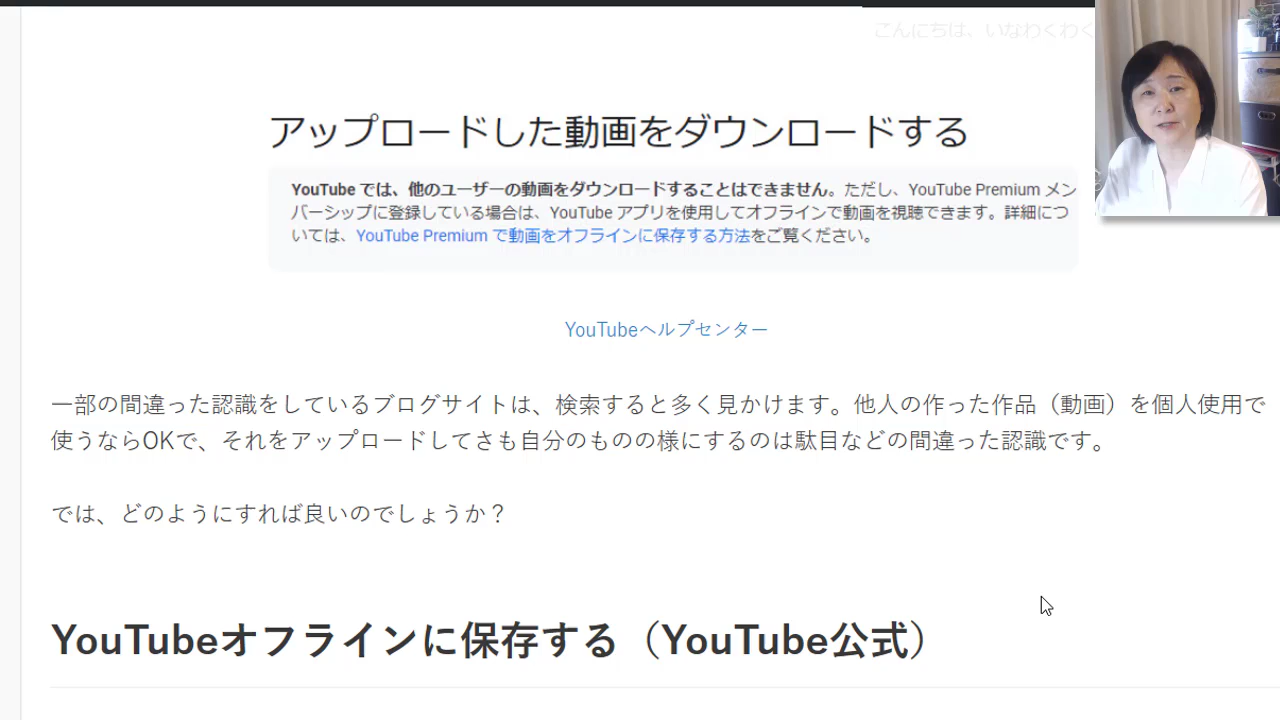 こんにちは、いなわくわく
アップロードした動画をダウンロードする
YouTube では、他のユーザーの動画をダウンロードすることはできません。ただし、YouTube Premium メン
バーシップに登録している場合は、YouTube アプリを使用してオフラインで動画を視聴できます。詳細につ
いては、YouTube Premium で動画をオフラインに保存する方法をご覧ください。
YouTubeヘルプセンター
一部の間違った認識をしているブログサイトは、検索すると多く見かけます。他人の作った作品（動画）を個人使用で
使うならOKで、それをアップロードしてさも自分のものの様にするのは駄目などの間違った認識です。
では、どのようにすれば良いのでしょうか？
YouTubeオフラインに保存する（YouTube公式）